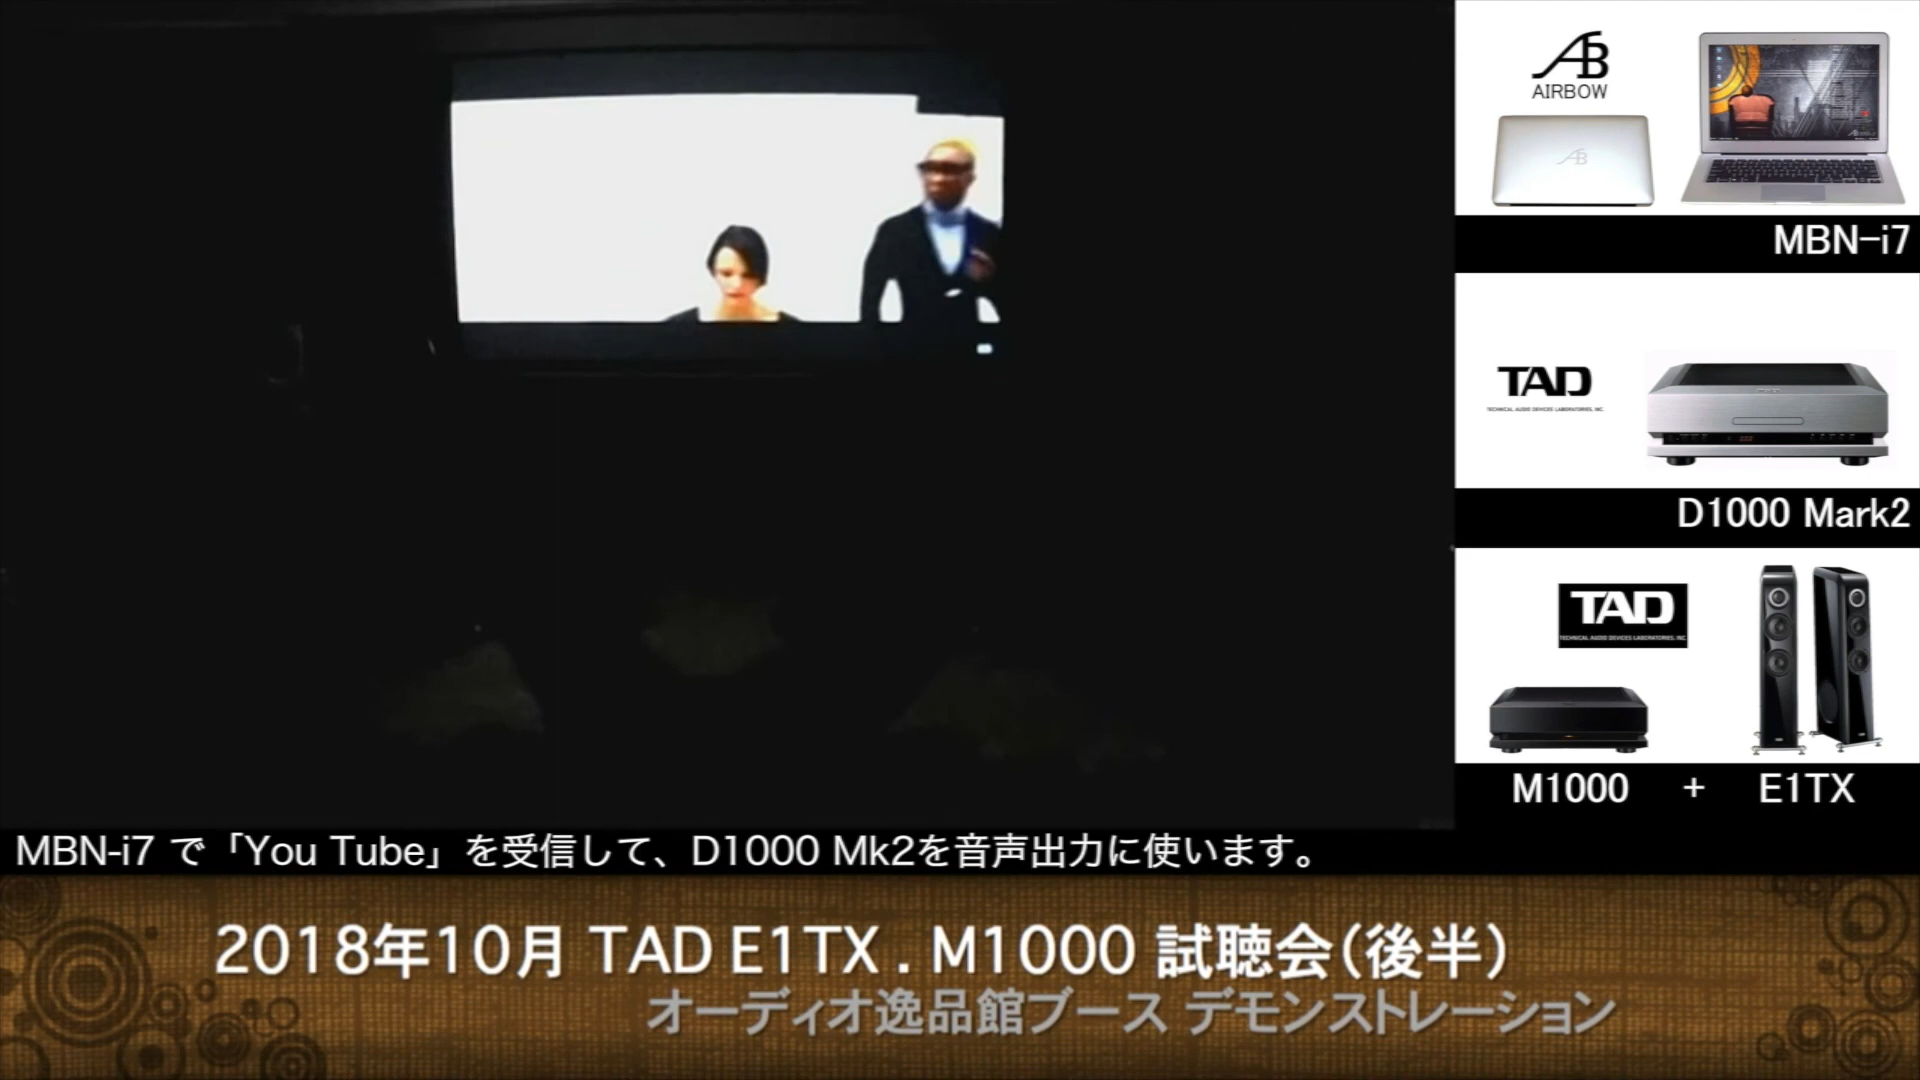 AIRBOW
MBN-i7
TAD
TECHNICAL AUDIO DEVICES LABORATORIES, INC.
D1000 Mark2
TAD
TECHNICAL AUDIO DEVICES LABORATORIES, INC.
M1000 + E1TX
MBN-i7 で「You Tube」を受信して、D1000 Mk2を音声出力に使います。
2018年10月 TAD E1TX . M1000 試聴会(後半)
オーディオ逸品館ブース デモンストレーション